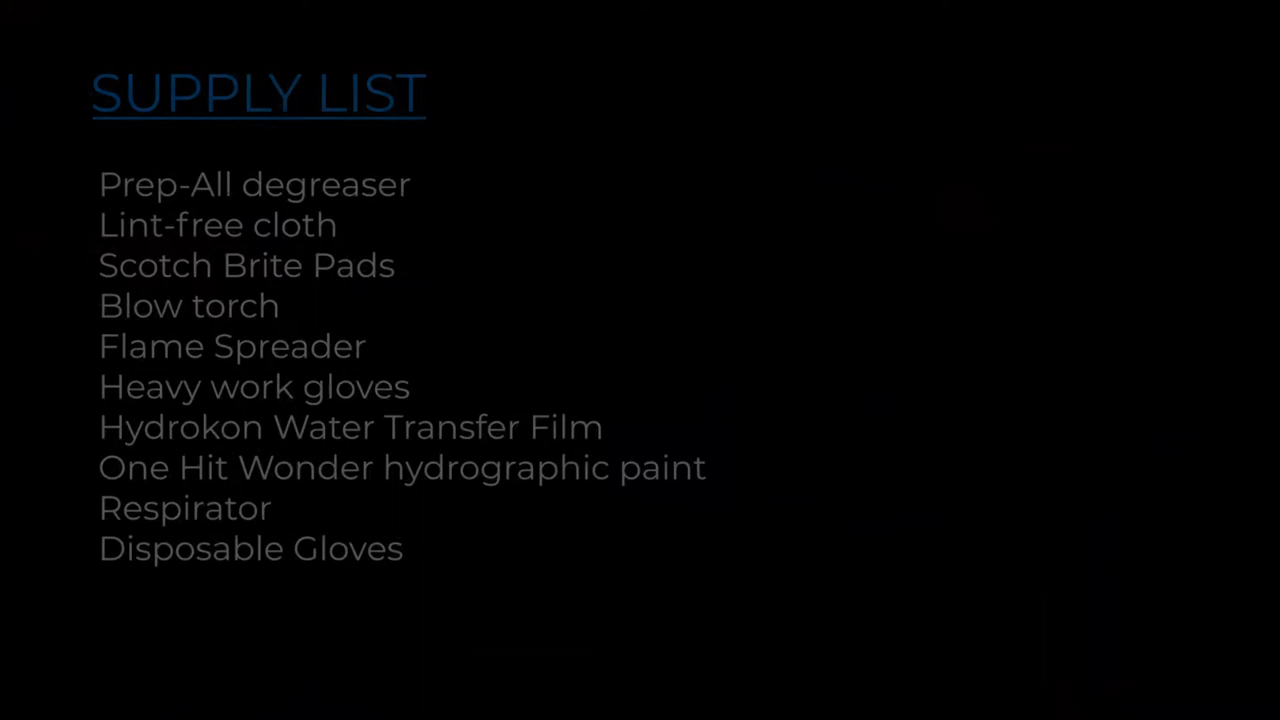 SUPPLY LIST
Prep-All degreaser
Lint-free cloth
Scotch Brite Pads
Blow torch
Flame Spreader
Heavy work gloves
Hydrokon Water Transfer Film
One Hit Wonder hydrographic paint
Respirator
Disposable Gloves